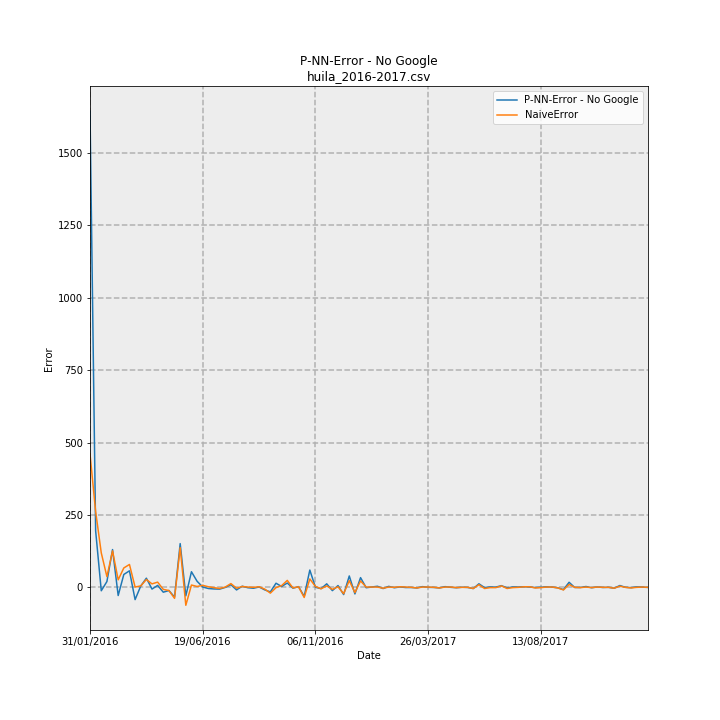 P-NN-Error - No Google
huila_2016-2017.csv
P-NN-Error - No Google
NaiveError
1500
1250
1000
750
500
250
0
Error
31/01/2016 19/06/2016 06/11/2016 26/03/2017 13/08/2017
Date